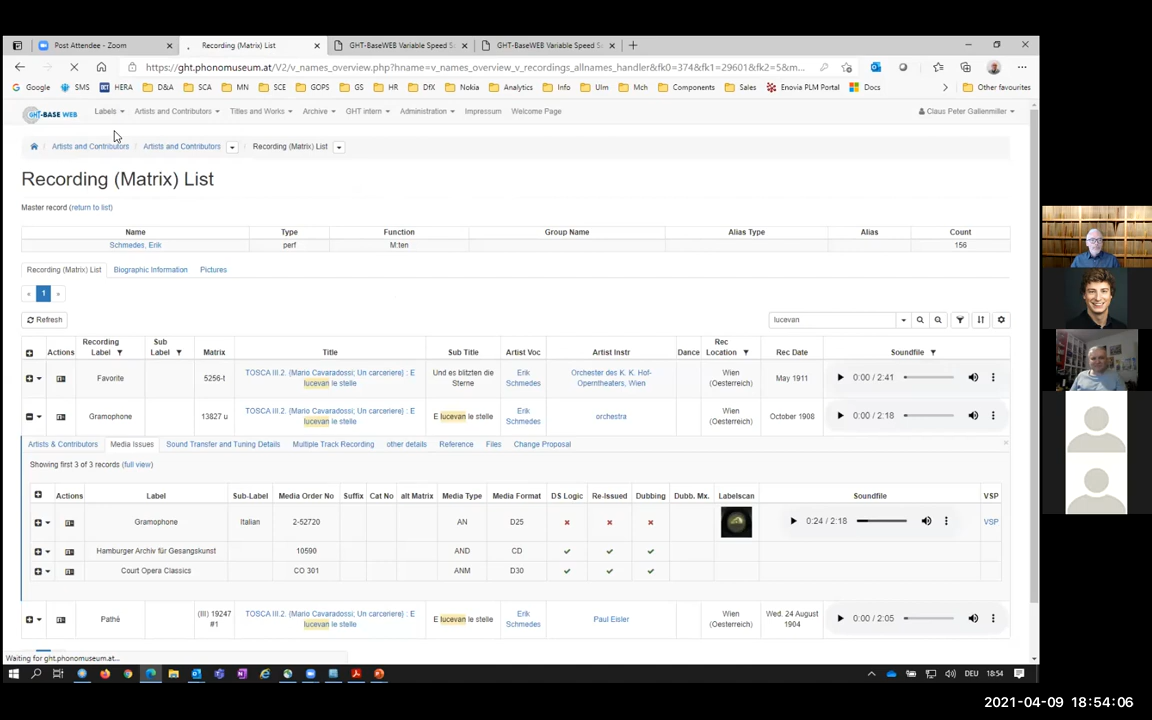 Post Attendee - Zoom
Recording (Matrix) List
GHT-BaseWEB Variable Speed S
GHT-BaseWEB Variable Speed S
https://ght.phonomuseum.at/V2/v_names_overview.php?hname=v_names_overview_v_recordings_allnames_handler&fk0=374&fk1=29601&fk2=5&m...
Google SMS HERA D&A SCA MN SCE GOPS GS HR DfX Nokia Analytics Info Ulm Mch Components Sales Enovia PLM Portal Docs Other favourites
GHT-BASE WEB Labels Artists and Contributors Titles and Works Archive GHT intern Administration Impressum Welcome Page Claus Peter Gallenmiller
Artists and Contributors / Artists and Contributors / Recording (Matrix) List
Recording (Matrix) List
Master record (return to list)
Name Type Function Group Name Alias Type Alias Count
Schmedes, Erik perf M:ten 156
Recording (Matrix) List Biographic Information Pictures
« 1 »
Refresh lucevan
Recording Label Sub Label Matrix Title Sub Title Artist Voc Artist Instr Dance Rec Location Rec Date Soundfile
Actions
Favorite 5256-t TOSCA III.2. (Mario Cavaradossi; Un carceriere) : E lucevan le stelle Und es blitzten die Sterne Erik Schmedes Orchester des K. K. Hof-Operntheaters, Wien Wien (Oesterreich) May 1911 0:00 / 2:41
Gramophone 13827 u TOSCA III.2. (Mario Cavaradossi; Un carceriere) : E lucevan le stelle E lucevan le stelle Erik Schmedes orchestra Wien (Oesterreich) October 1908 0:00 / 2:18
Artists & Contributors Media Issues Sound Transfer and Tuning Details Multiple Track Recording other details Reference Files Change Proposal
Showing first 3 of 3 records (full view)
Actions Label Sub-Label Media Order No Suffix Cat No alt Matrix Media Type Media Format DS Logic Re-Issued Dubbing Dubb. Mx. Labelscan Soundfile VSP
Gramophone Italian 2-52720 AN D25 0:24 / 2:18 VSP
Hamburger Archiv für Gesangskunst 10590 AND CD
Court Opera Classics CO 301 ANM D30
Pathé (III) 19247 #1 TOSCA III.2. (Mario Cavaradossi; Un carceriere) : E lucevan le stelle E lucevan le stelle Erik Schmedes Paul Eisler Wien (Oesterreich) Wed. 24 August 1904 0:00 / 2:05
Waiting for ght.phonomuseum.at...
DEU 18:54
2021-04-09 18:54:06